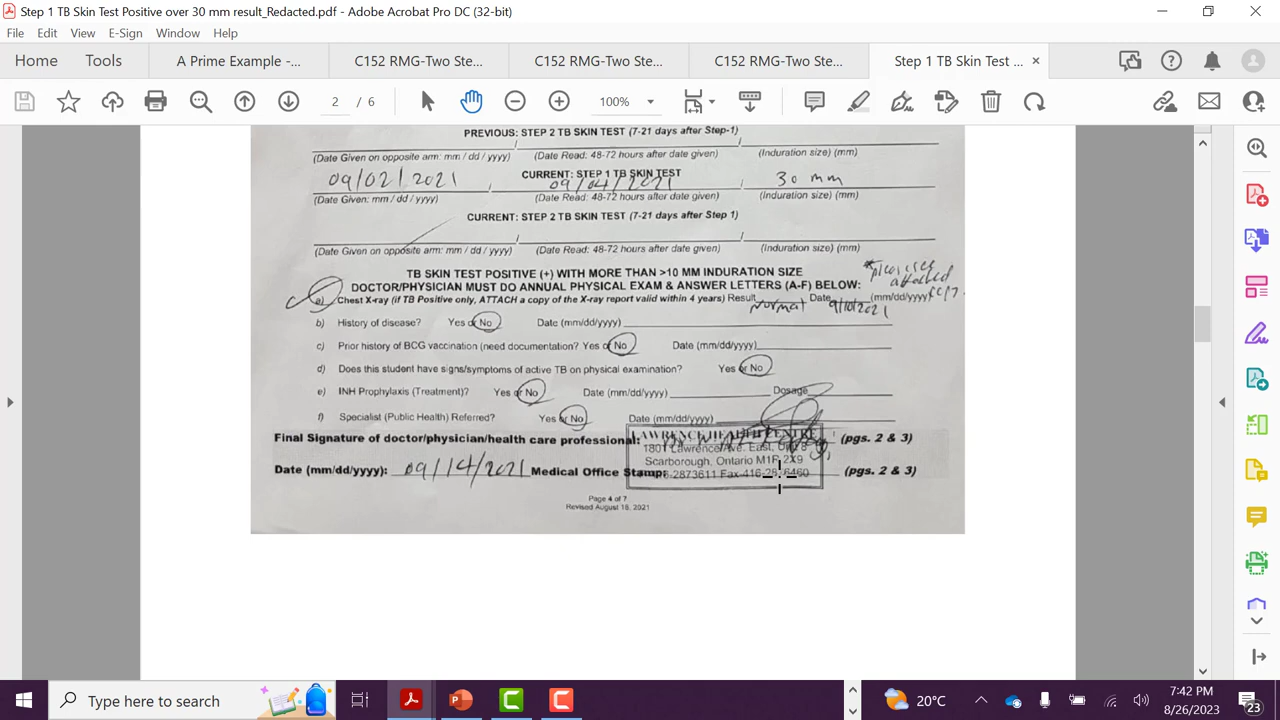 Step 1 TB Skin Test Positive over 30 mm result_Redacted.pdf - Adobe Acrobat Pro DC (32-bit)
File Edit View E-Sign Window Help
Home Tools A Prime Example -... C152 RMG-Two Ste... C152 RMG-Two Ste... C152 RMG-Two Ste... Step 1 TB Skin Test ... ×
2 / 6 100%
PREVIOUS: STEP 2 TB SKIN TEST (7-21 days after Step-1)
(Date Given on opposite arm: mm / dd / yyyy) (Date Read: 48-72 hours after date given) (Induration size) (mm)
CURRENT: STEP 1 TB SKIN TEST
09/02/2021 09/04/2021 30 mm
(Date Given: mm / dd / yyyy) (Date Read: 48-72 hours after date given) (Induration size) (mm)
CURRENT: STEP 2 TB SKIN TEST (7-21 days after Step 1)
(Date Given on opposite arm: mm / dd / yyyy) (Date Read: 48-72 hours after date given) (Induration size) (mm)
TB SKIN TEST POSITIVE (+) WITH MORE THAN >10 MM INDURATION SIZE
*please see attached
DOCTOR/PHYSICIAN MUST DO ANNUAL PHYSICAL EXAM & ANSWER LETTERS (A-F) BELOW:
a) Chest X-ray (if TB Positive only, ATTACH a copy of the X-ray report valid within 4 years) Result Normal Date 9/10/2021 (mm/dd/yyyy)
b) History of disease? Yes or No Date (mm/dd/yyyy)
c) Prior history of BCG vaccination (need documentation? Yes or No Date (mm/dd/yyyy)
d) Does this student have signs/symptoms of active TB on physical examination? Yes or No
e) INH Prophylaxis (Treatment)? Yes or No Date (mm/dd/yyyy) Dosage
f) Specialist (Public Health) Referred? Yes or No Date (mm/dd/yyyy)
Final Signature of doctor/physician/health care professional: (pgs. 2 & 3)
LAWRENCE HEALTH CENTRE
1801 Lawrence Ave. East, Unit
Scarborough, Ontario M1R 2X9
Date (mm/dd/yyyy): 09/14/2021 Medical Office Stamp: (pgs. 2 & 3)
Page 4 of 7
Revised August 18, 2021
Type here to search
20°C
7:42 PM
8/26/2023
23